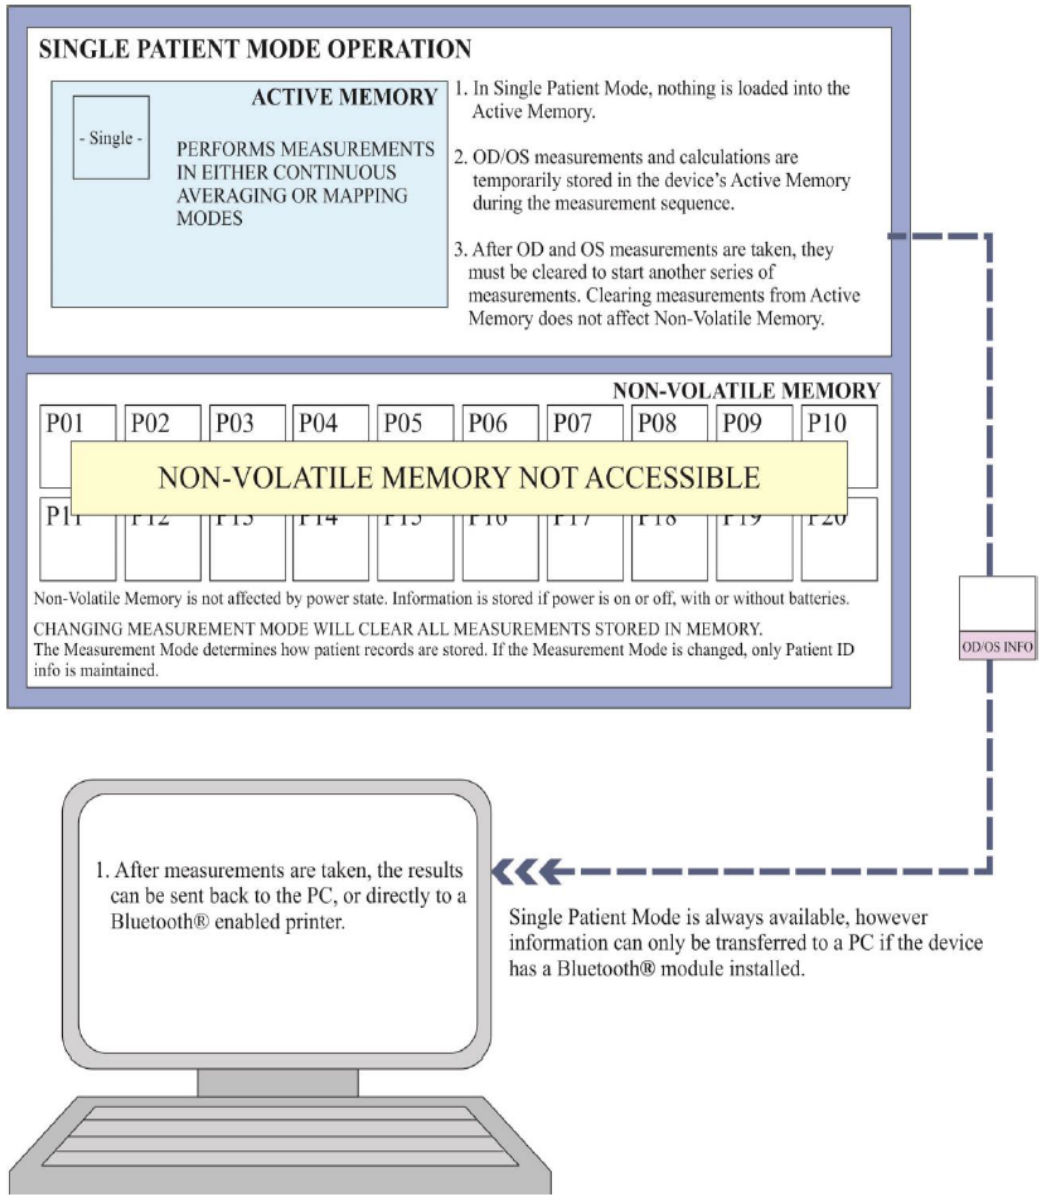 SINGLE PATIENT MODE OPERATION
ACTIVE MEMORY
- Single -
PERFORMS MEASUREMENTS
IN EITHER CONTINUOUS
AVERAGING OR MAPPING
MODES
1. In Single Patient Mode, nothing is loaded into the
Active Memory.
2. OD/OS measurements and calculations are
temporarily stored in the device's Active Memory
during the measurement sequence.
3. After OD and OS measurements are taken, they
must be cleared to start another series of
measurements. Clearing measurements from Active
Memory does not affect Non-Volatile Memory.
NON-VOLATILE MEMORY
P01 P02 P03 P04 P05 P06 P07 P08 P09 P10
NON-VOLATILE MEMORY NOT ACCESSIBLE
P11 P12 P13 P14 P15 P16 P17 P18 P19 P20
Non-Volatile Memory is not affected by power state. Information is stored if power is on or off, with or without batteries.
CHANGING MEASUREMENT MODE WILL CLEAR ALL MEASUREMENTS STORED IN MEMORY.
The Measurement Mode determines how patient records are stored. If the Measurement Mode is changed, only Patient ID
info is maintained.
OD/OS INFO
1. After measurements are taken, the results
can be sent back to the PC, or directly to a
Bluetooth® enabled printer.
Single Patient Mode is always available, however
information can only be transferred to a PC if the device
has a Bluetooth® module installed.